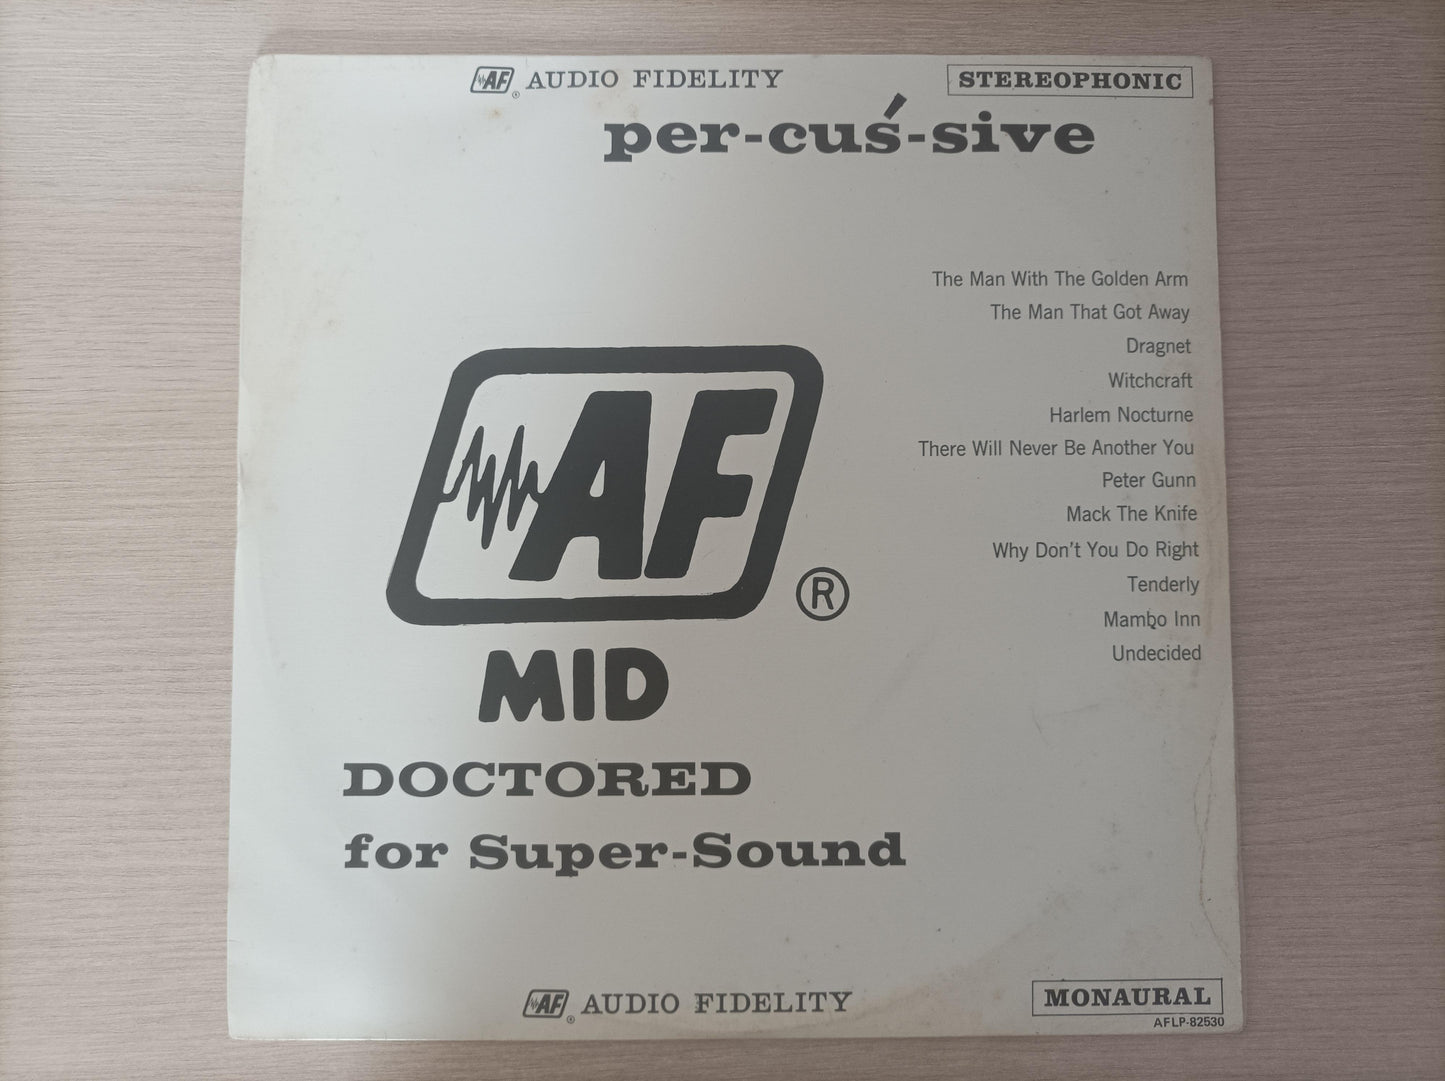 AF® AUDIO FIDELITY
STEREOPHONIC
per-cuś-sive
The Man With The Golden Arm
The Man That Got Away
Dragnet
Witchcraft
Harlem Nocturne
There Will Never Be Another You
Peter Gunn
Mack The Knife
Why Don't You Do Right
Tenderly
Mambo Inn
Undecided
AF®
MID
DOCTORED
for Super-Sound
AF® AUDIO FIDELITY
MONAURAL
AFLP-82530